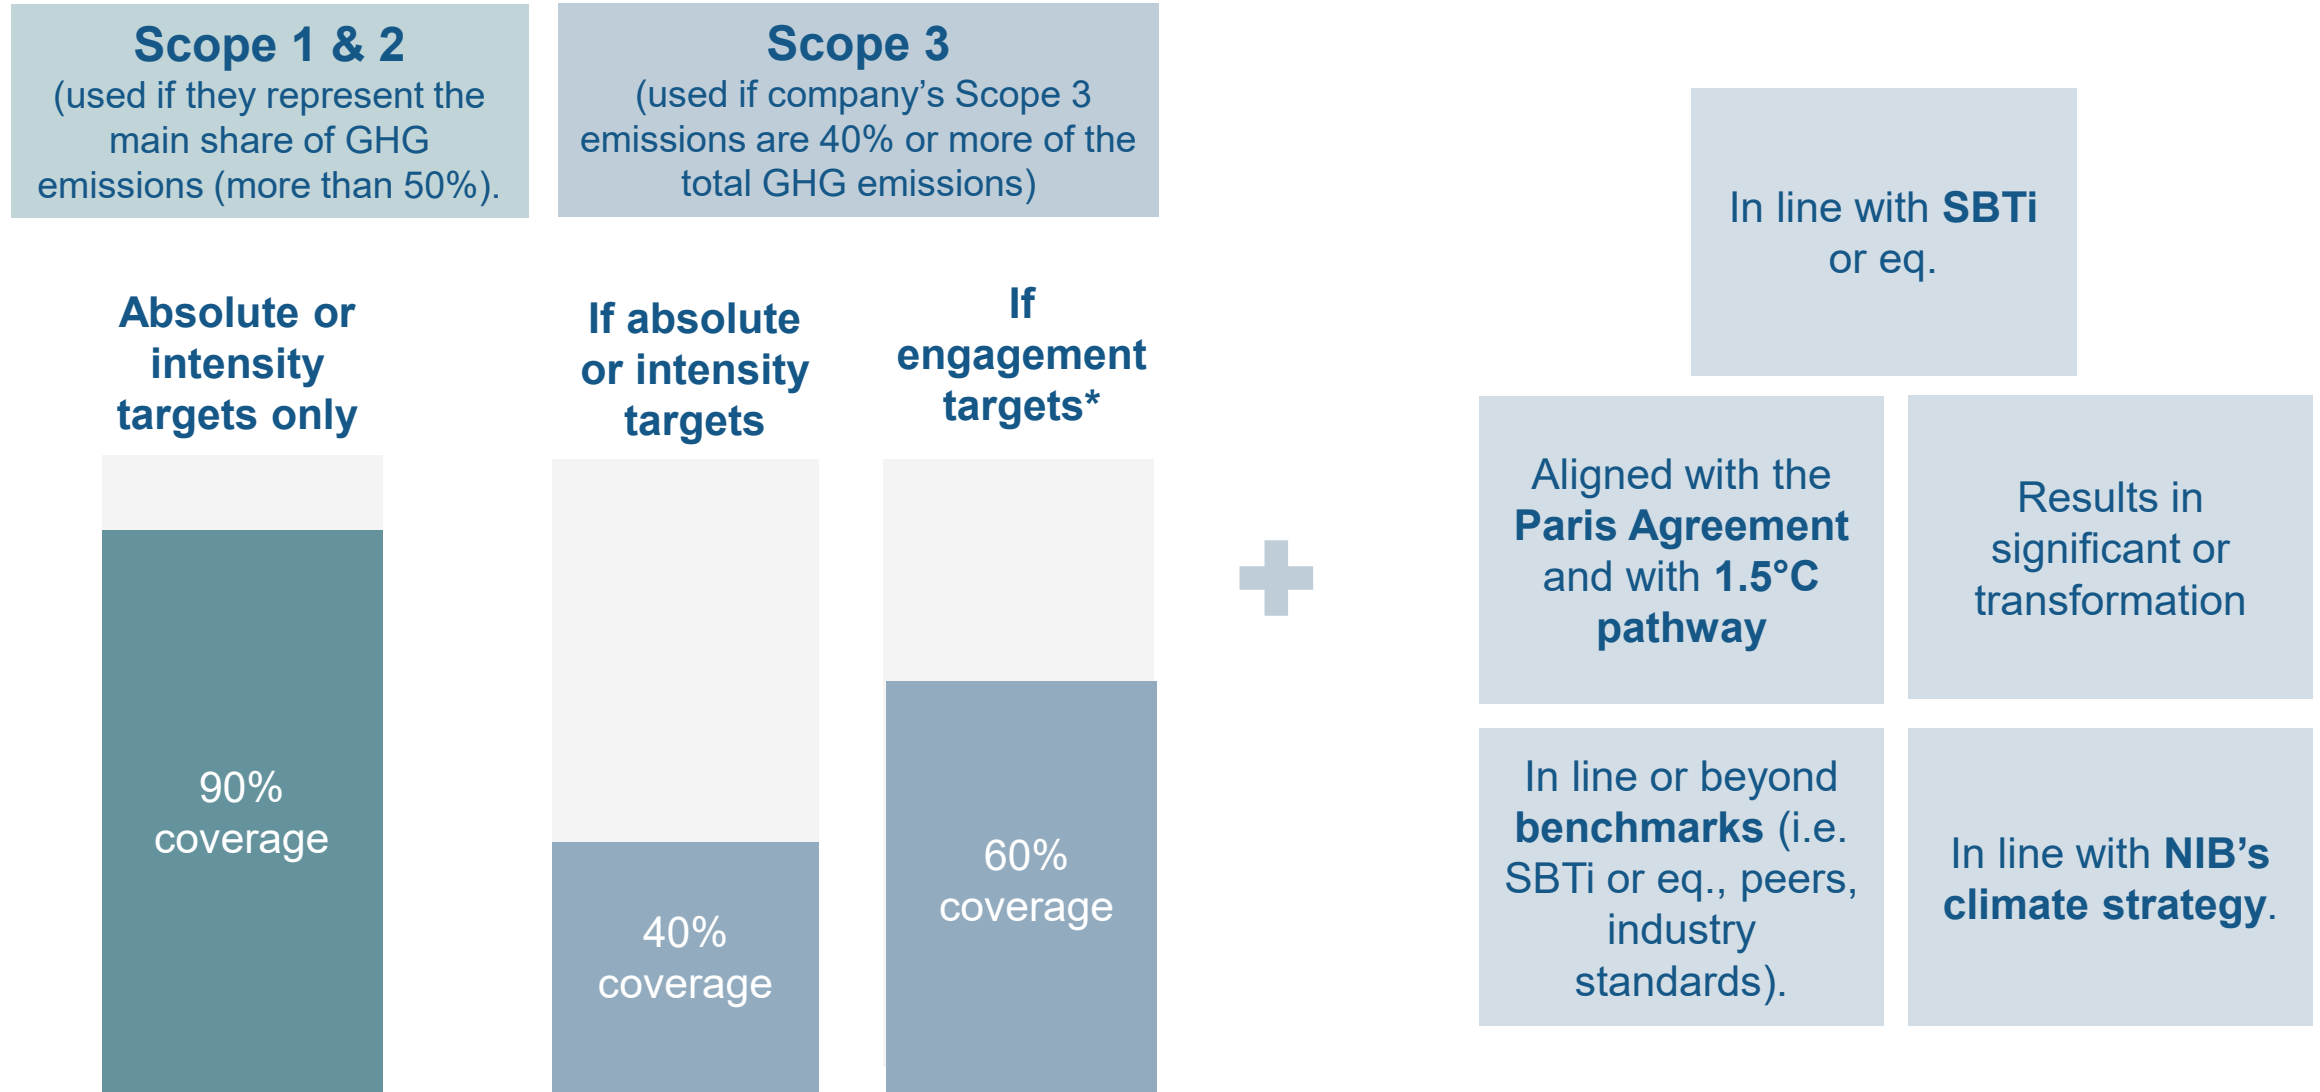 Scope 1 & 2
(used if they represent the
main share of GHG
emissions (more than 50%).
Scope 3
(used if company’s Scope 3
emissions are 40% or more of the
total GHG emissions)
Absolute or
intensity
targets only
90%
coverage
If absolute
or intensity
targets
40%
coverage
If
engagement
targets*
60%
coverage
In line with SBTi
or eq.
Aligned with the
Paris Agreement
and with 1.5°C
pathway
Results in
significant or
transformation
In line or beyond
benchmarks (i.e.
SBTi or eq., peers,
industry
standards).
In line with NIB’s
climate strategy.